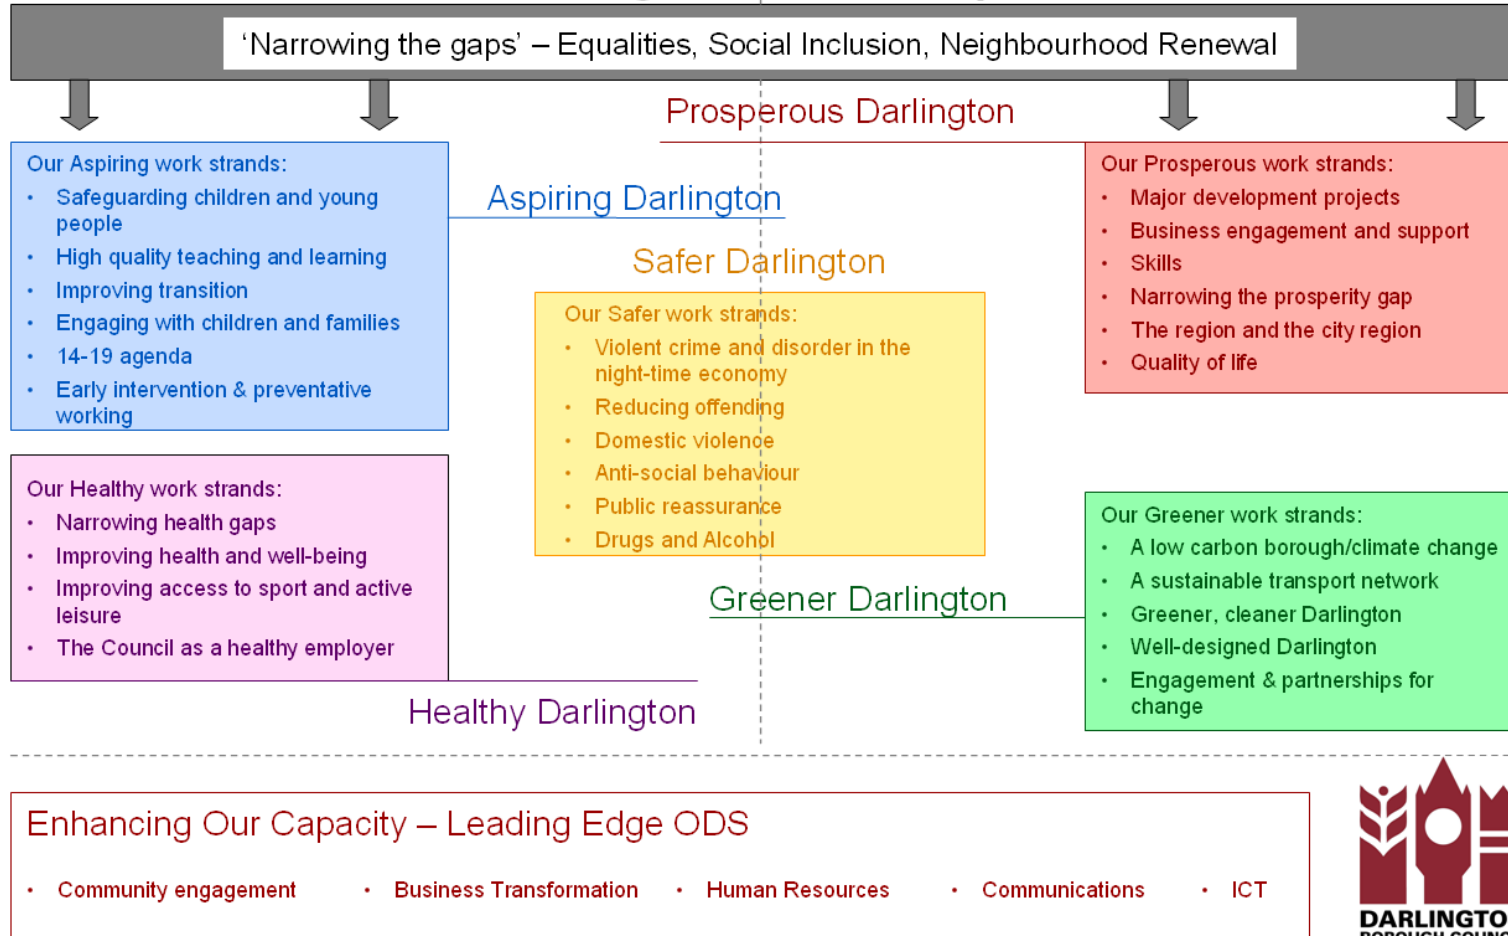 ‘Narrowing the gaps’ – Equalities, Social Inclusion, Neighbourhood Renewal
Prosperous Darlington
Our Aspiring work strands:
• Safeguarding children and young
people
• High quality teaching and learning
• Improving transition
• Engaging with children and families
• 14-19 agenda
• Early intervention & preventative
working
Aspiring Darlington
Safer Darlington
Our Safer work strands:
• Violent crime and disorder in the
night-time economy
• Reducing offending
• Domestic violence
• Anti-social behaviour
• Public reassurance
• Drugs and Alcohol
Our Prosperous work strands:
• Major development projects
• Business engagement and support
• Skills
• Narrowing the prosperity gap
• The region and the city region
• Quality of life
Our Healthy work strands:
• Narrowing health gaps
• Improving health and well-being
• Improving access to sport and active
leisure
• The Council as a healthy employer
Healthy Darlington
Greener Darlington
Our Greener work strands:
• A low carbon borough/climate change
• A sustainable transport network
• Greener, cleaner Darlington
• Well-designed Darlington
• Engagement & partnerships for
change
Enhancing Our Capacity – Leading Edge ODS
• Community engagement • Business Transformation • Human Resources • Communications • ICT
DARLINGTO